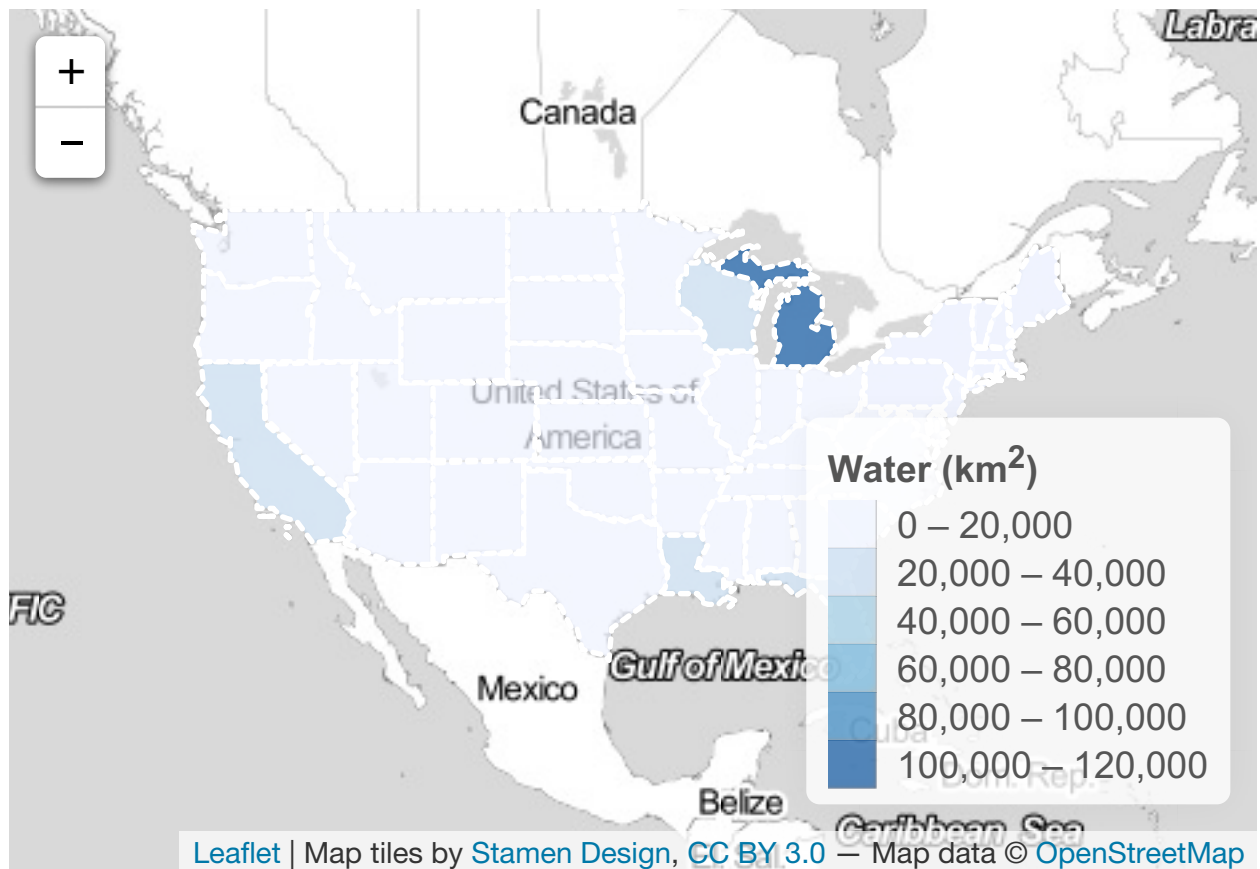 Labra
+
Canada
−
United States of
America
Water (km²)
0 – 20,000
20,000 – 40,000
40,000 – 60,000
FIC
Gulf of Mexico
60,000 – 80,000
Mexico
80,000 – 100,000
Cuba
100,000 – 120,000
Dom. Rep.
Belize
Caribbean Sea
Leaflet | Map tiles by Stamen Design, CC BY 3.0 — Map data © OpenStreetMap
El. Sal.